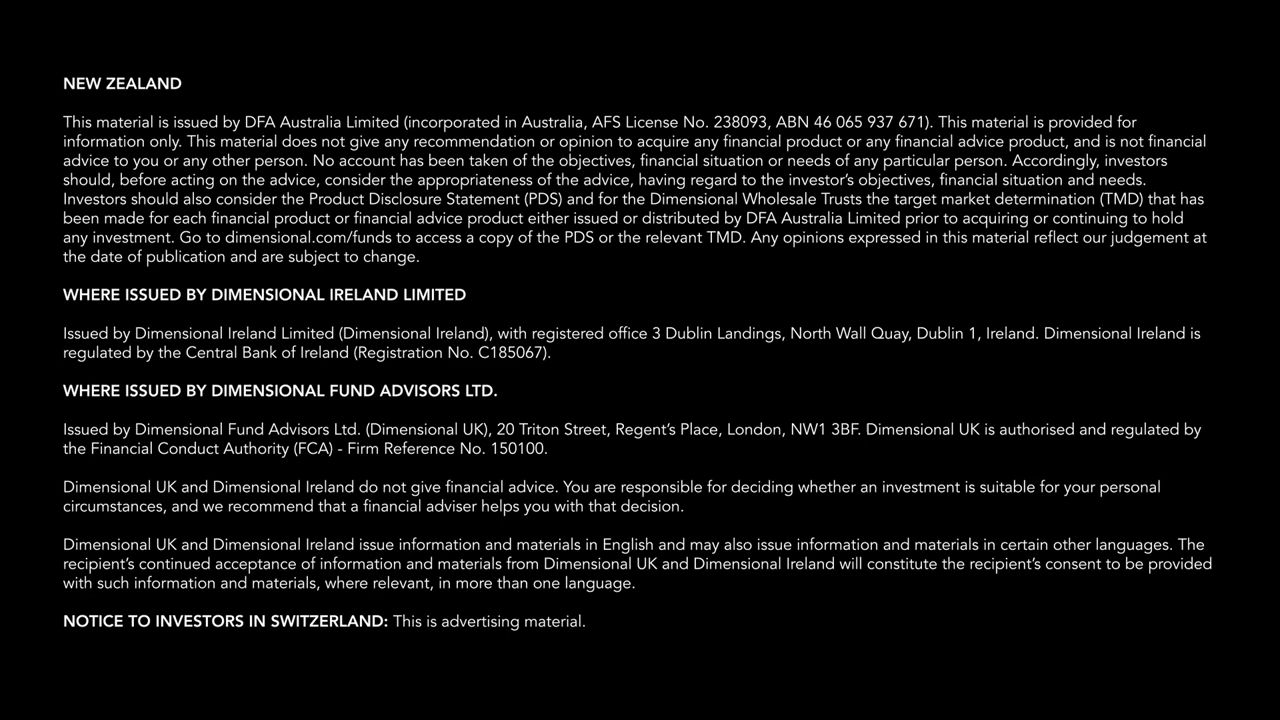 NEW ZEALAND
This material is issued by DFA Australia Limited (incorporated in Australia, AFS License No. 238093, ABN 46 065 937 671). This material is provided for
information only. This material does not give any recommendation or opinion to acquire any financial product or any financial advice product, and is not financial
advice to you or any other person. No account has been taken of the objectives, financial situation or needs of any particular person. Accordingly, investors
should, before acting on the advice, consider the appropriateness of the advice, having regard to the investor’s objectives, financial situation and needs.
Investors should also consider the Product Disclosure Statement (PDS) and for the Dimensional Wholesale Trusts the target market determination (TMD) that has
been made for each financial product or financial advice product either issued or distributed by DFA Australia Limited prior to acquiring or continuing to hold
any investment. Go to dimensional.com/funds to access a copy of the PDS or the relevant TMD. Any opinions expressed in this material reflect our judgement at
the date of publication and are subject to change.
WHERE ISSUED BY DIMENSIONAL IRELAND LIMITED
Issued by Dimensional Ireland Limited (Dimensional Ireland), with registered office 3 Dublin Landings, North Wall Quay, Dublin 1, Ireland. Dimensional Ireland is
regulated by the Central Bank of Ireland (Registration No. C185067).
WHERE ISSUED BY DIMENSIONAL FUND ADVISORS LTD.
Issued by Dimensional Fund Advisors Ltd. (Dimensional UK), 20 Triton Street, Regent’s Place, London, NW1 3BF. Dimensional UK is authorised and regulated by
the Financial Conduct Authority (FCA) - Firm Reference No. 150100.
Dimensional UK and Dimensional Ireland do not give financial advice. You are responsible for deciding whether an investment is suitable for your personal
circumstances, and we recommend that a financial adviser helps you with that decision.
Dimensional UK and Dimensional Ireland issue information and materials in English and may also issue information and materials in certain other languages. The
recipient’s continued acceptance of information and materials from Dimensional UK and Dimensional Ireland will constitute the recipient’s consent to be provided
with such information and materials, where relevant, in more than one language.
NOTICE TO INVESTORS IN SWITZERLAND: This is advertising material.